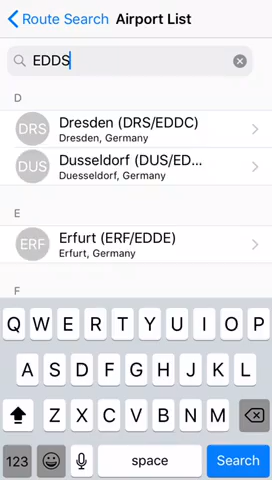 Route Search Airport List
EDDS
D
DRS Dresden (DRS/EDDC)
Dresden, Germany
DUS Dusseldorf (DUS/ED...
Duesseldorf, Germany
E
ERF Erfurt (ERF/EDDE)
Erfurt, Germany
F
Q W E R T Y U I O P
A S D F G H J K L
Z X C V B N M
123 space Search